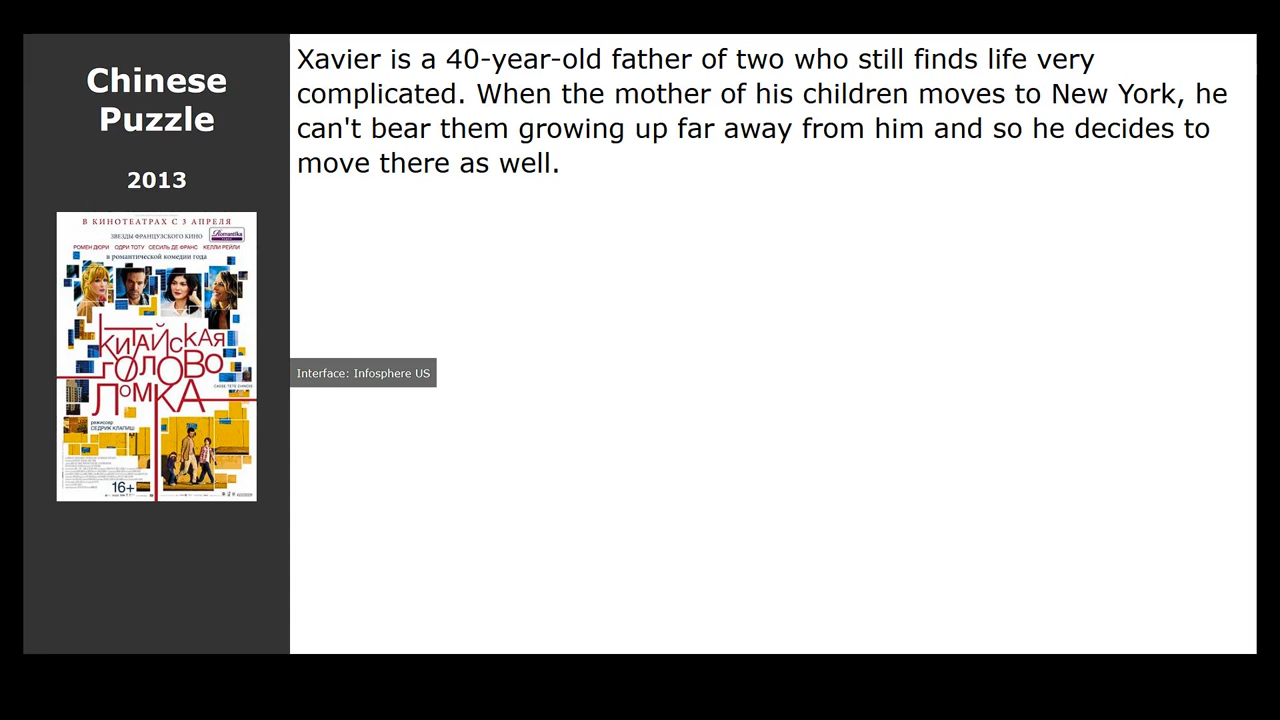 Chinese
Puzzle
2013
Xavier is a 40-year-old father of two who still finds life very
complicated. When the mother of his children moves to New York, he
can't bear them growing up far away from him and so he decides to
move there as well.
В КИНОТЕАТРАХ С 3 АПРЕЛЯ
ЗВЕЗДЫ ФРАНЦУЗСКОГО КИНО
Romantika
РОМЕН ДЮРИ ОДРИ ТОТУ СЕСИЛЬ ДЕ ФРАНС КЕЛЛИ РЕЙЛИ
в романтической комедии года
КИТАЙСКАЯ
ГОЛОВО
ЛОМКА
режиссер
СЕДРИК КЛАПИШ
16+
Interface: Infosphere US